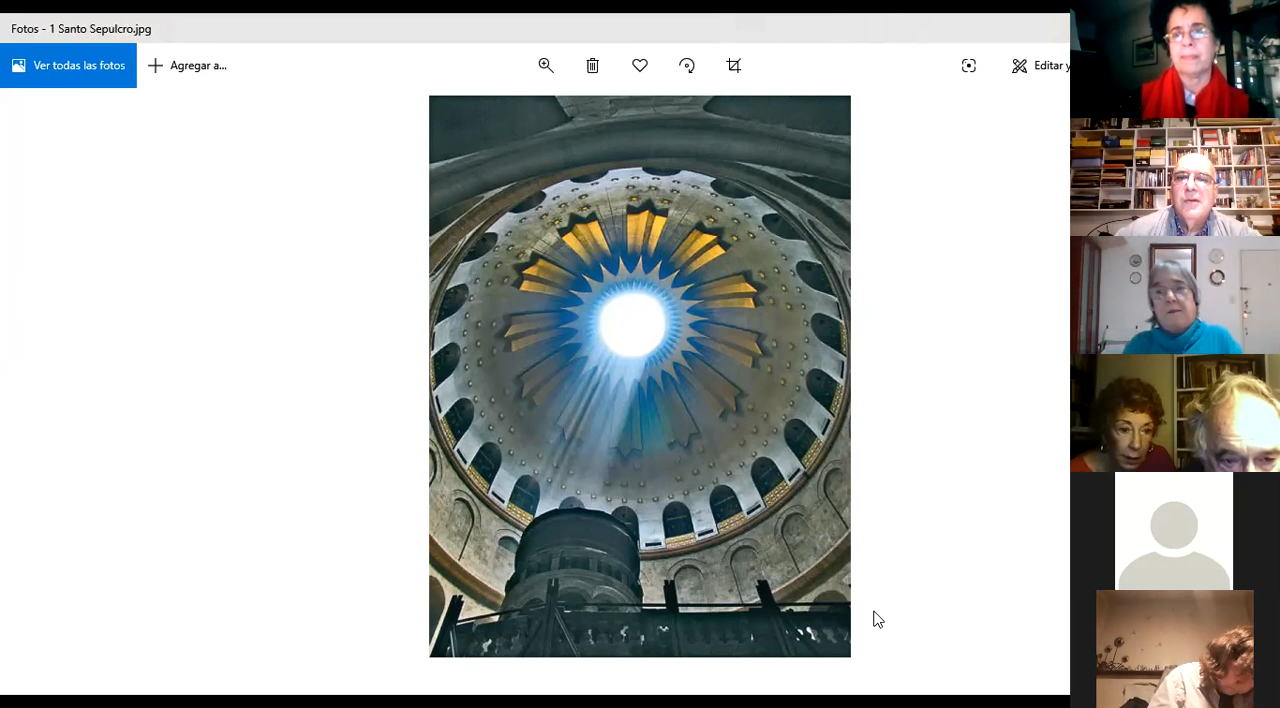 Fotos - 1 Santo Sepulcro.jpg
Ver todas las fotos
Agregar a...
Editar y